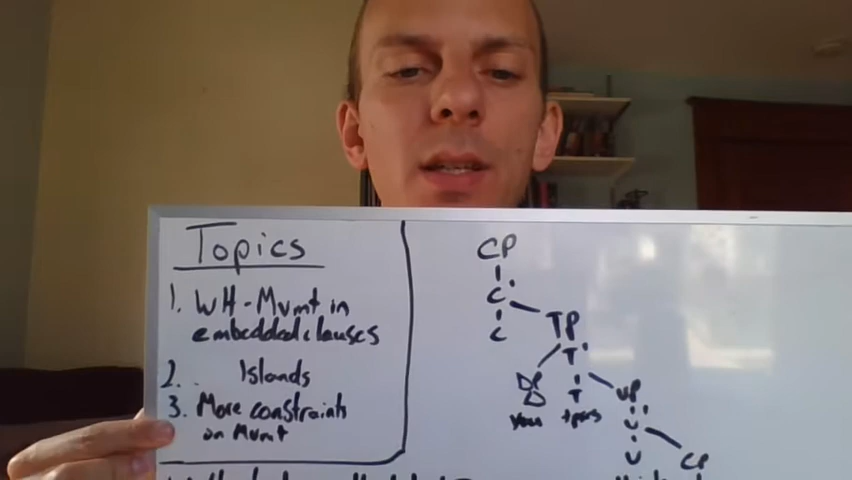 Topics
1. WH-Mvmt in
embedded clauses
2. Islands
3. More constraints
on Mvmt
CP
C'
C
TP
T'
DP
D
T
you
+pres
VP
V'
V
CP